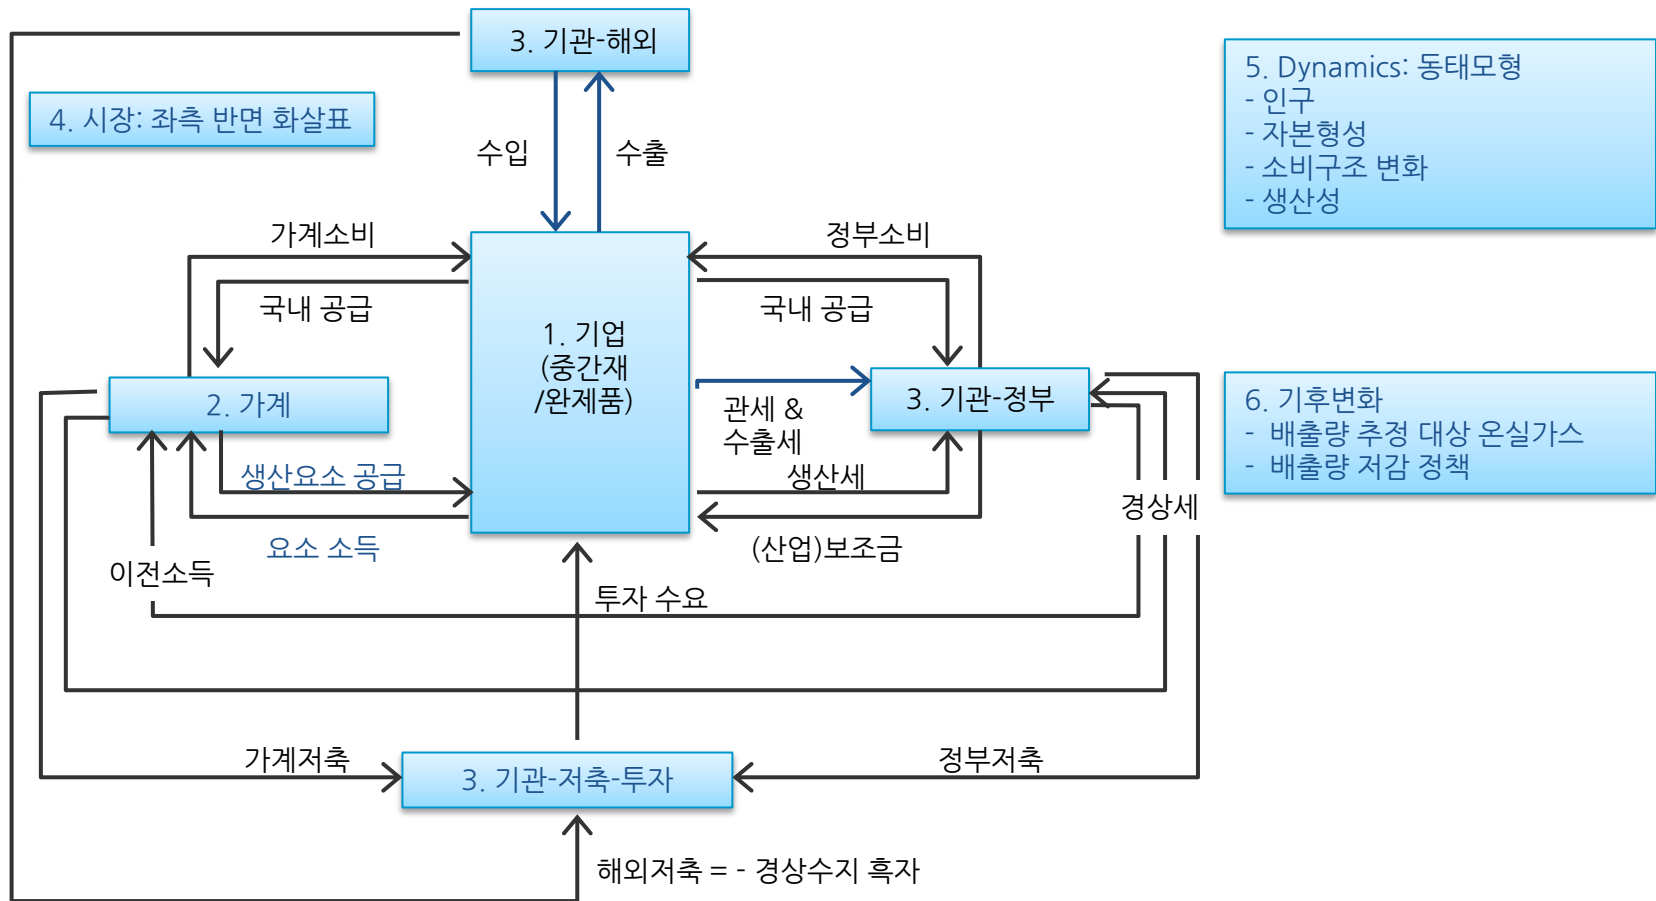 3. 기관-해외
5. Dynamics: 동태모형
- 인구
- 자본형성
- 소비구조 변화
- 생산성
4. 시장: 좌측 반면 화살표
수입
수출
가계소비
정부소비
국내 공급
국내 공급
1. 기업
(중간재
/완제품)
2. 가계
3. 기관-정부
관세 &
수출세
6. 기후변화
- 배출량 추정 대상 온실가스
- 배출량 저감 정책
생산요소 공급
생산세
경상세
요소 소득
(산업)보조금
이전소득
투자 수요
가계저축
정부저축
3. 기관-저축-투자
해외저축 = - 경상수지 흑자